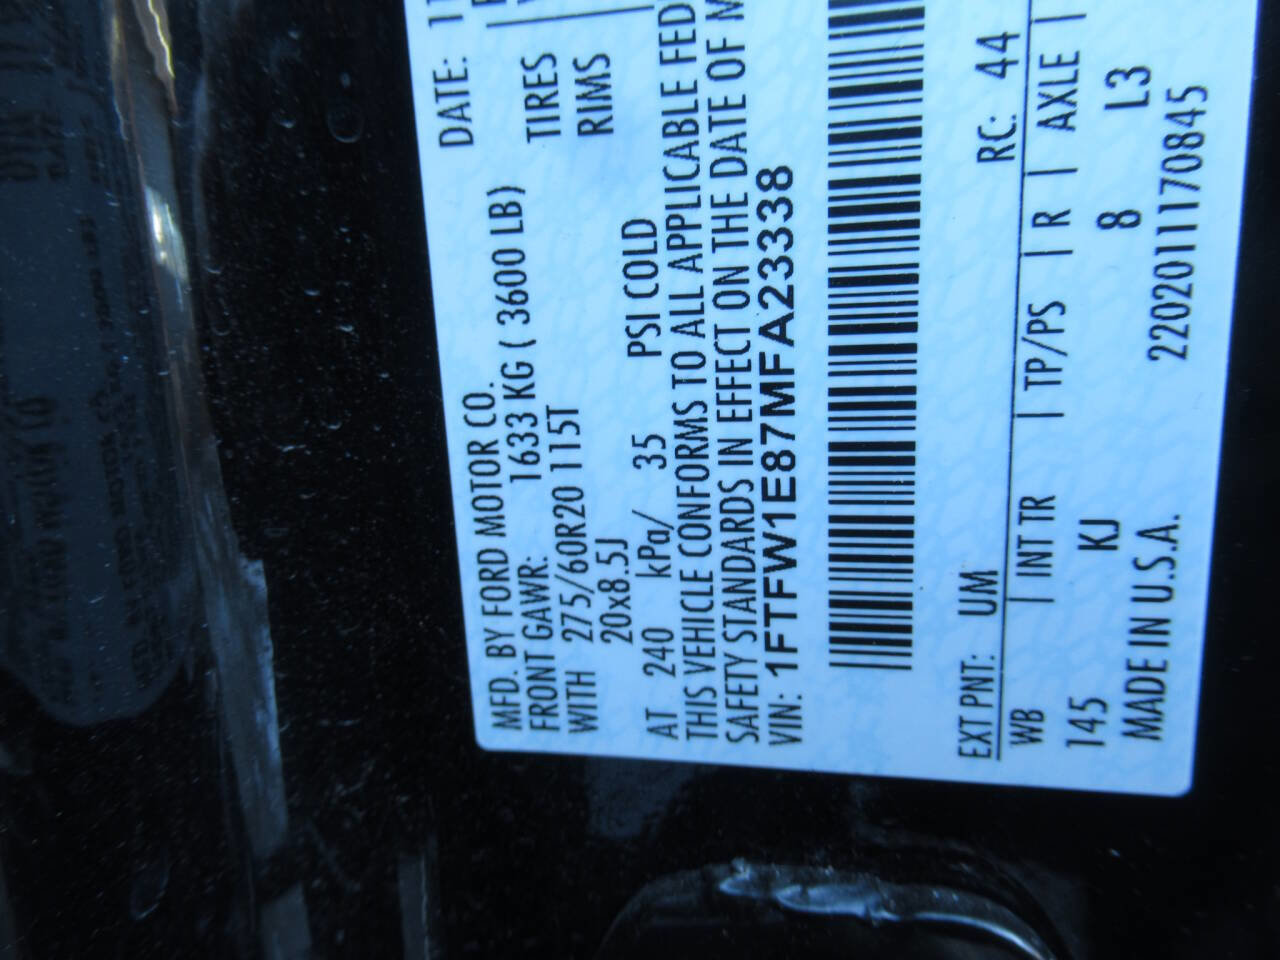 DATE: 11
MFD. BY FORD MOTOR CO.
FRONT GAWR: 1633 KG ( 3600 LB)
WITH 275/60R20 115T TIRES
20x8.5J RIMS
AT 240 kPa/ 35 PSI COLD
THIS VEHICLE CONFORMS TO ALL APPLICABLE FED
SAFETY STANDARDS IN EFFECT ON THE DATE OF M
VIN: 1FTFW1E87MFA23338
EXT PNT: UM RC: 44
WB | INT TR | TP/PS | R | AXLE |
145 KJ 8 L3
MADE IN U.S.A. 220201170845